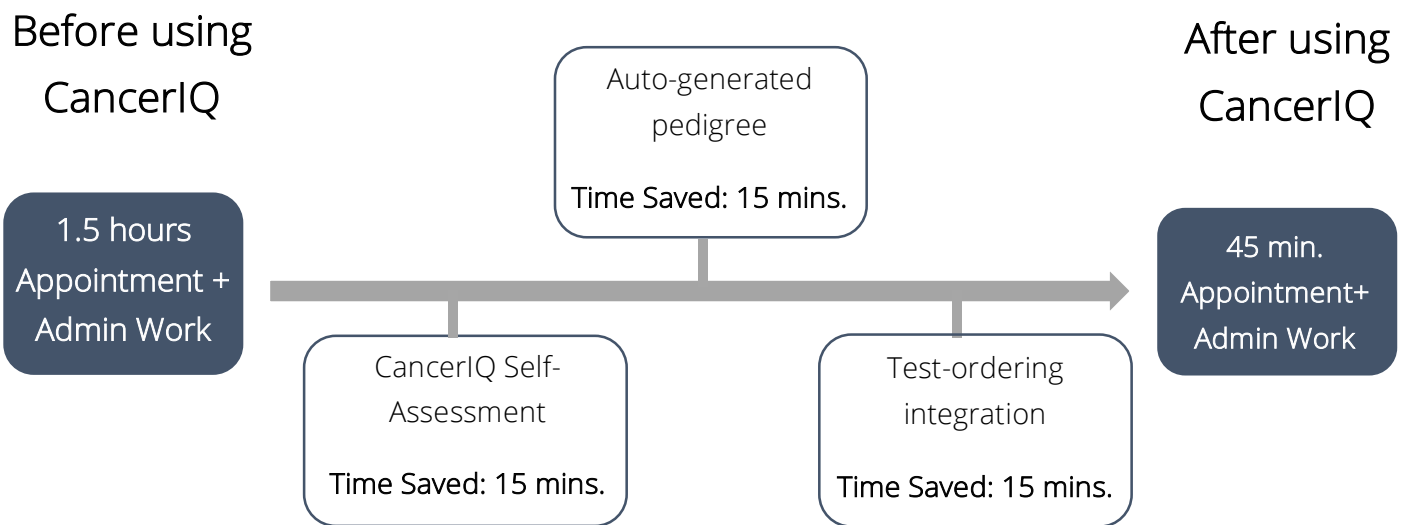 Before using
CancerIQ
1.5 hours
Appointment +
Admin Work
CancerIQ Self-
Assessment
Time Saved: 15 mins.
Auto-generated
pedigree
Time Saved: 15 mins.
Test-ordering
integration
Time Saved: 15 mins.
After using
CancerIQ
45 min.
Appointment+
Admin Work